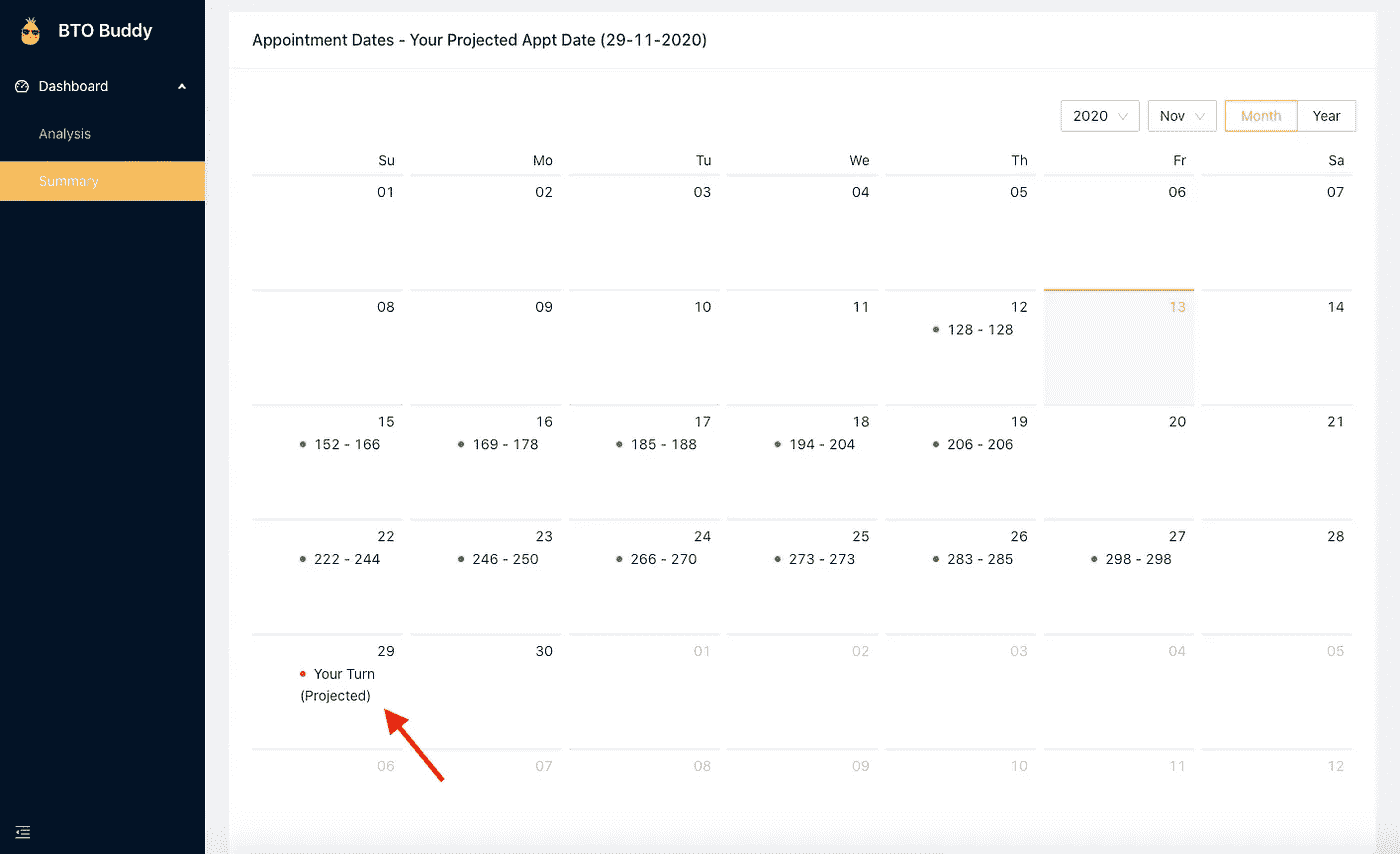 BTO Buddy
Dashboard
Analysis
Summary
Appointment Dates - Your Projected Appt Date (29-11-2020)
2020 Nov Month Year
Su Mo Tu We Th Fr Sa
01 02 03 04 05 06 07
08 09 10 11 12 13 14
128 - 128
15 16 17 18 19 20 21
152 - 166 169 - 178 185 - 188 194 - 204 206 - 206
22 23 24 25 26 27 28
222 - 244 246 - 250 266 - 270 273 - 273 283 - 285 298 - 298
29 30 01 02 03 04 05
Your Turn
(Projected)
06 07 08 09 10 11 12